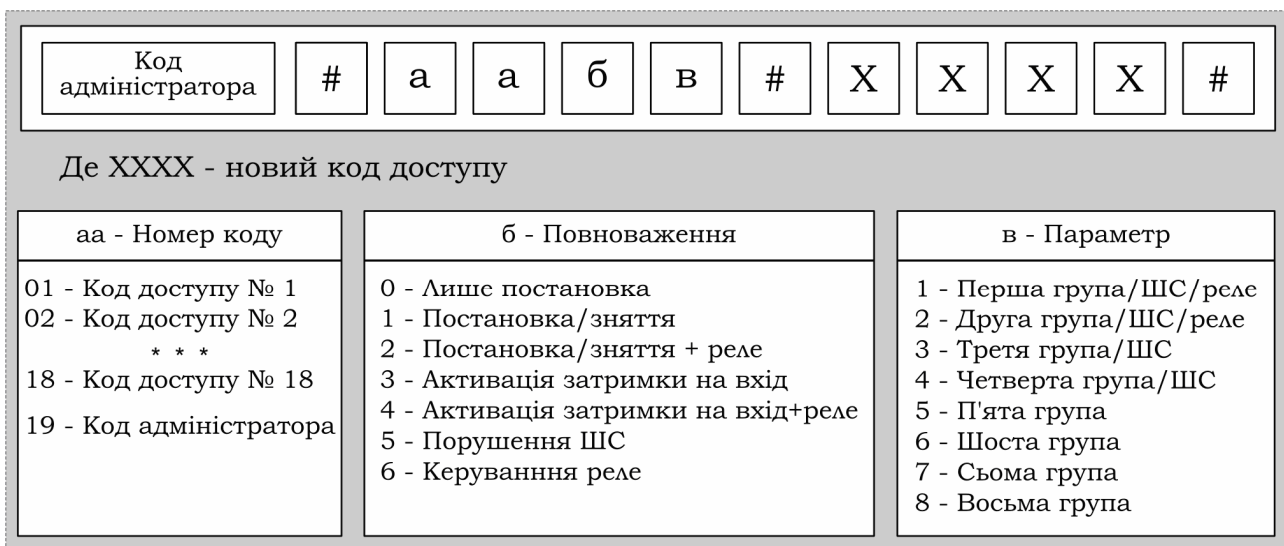 Код
адміністратора # а а б в # X X X X #
Де XXXX - новий код доступу
аа - Номер коду
01 - Код доступу № 1
02 - Код доступу № 2
* * *
18 - Код доступу № 18
19 - Код адміністратора
б - Повноваження
0 - Лише постановка
1 - Постановка/зняття
2 - Постановка/зняття + реле
3 - Активація затримки на вхід
4 - Активація затримки на вхід+реле
5 - Порушення ШС
6 - Керуванння реле
в - Параметр
1 - Перша група/ШС/реле
2 - Друга група/ШС/реле
3 - Третя група/ШС
4 - Четверта група/ШС
5 - П'ята група
6 - Шоста група
7 - Сьома група
8 - Восьма група